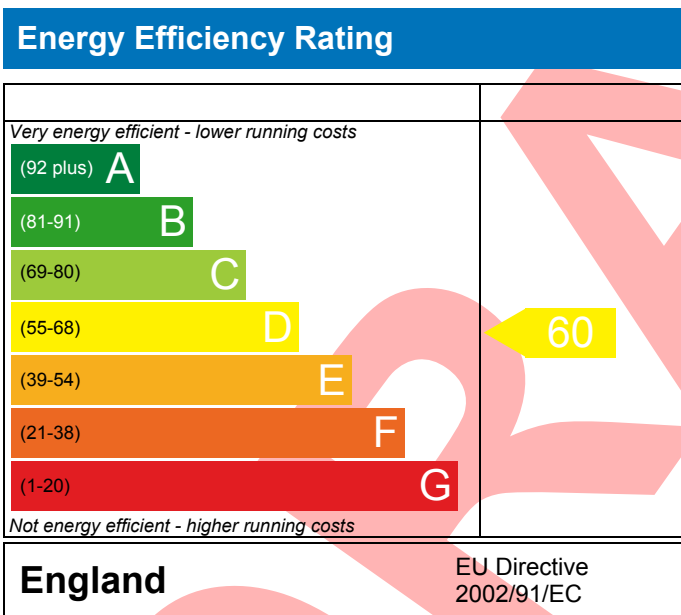 Energy Efficiency Rating
Very energy efficient - lower running costs
(92 plus) A
(81-91) B
(69-80) C
(55-68) D
60
(39-54) E
(21-38) F
(1-20) G
Not energy efficient - higher running costs
England
EU Directive
2002/91/EC